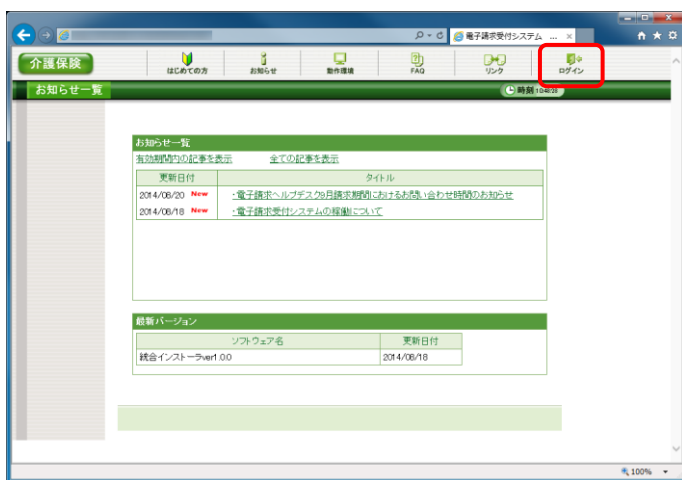 電子請求受付システム ...
介護保険
はじめての方 お知らせ 動作環境 FAQ リンク ログイン
お知らせ一覧 時刻
お知らせ一覧
有効期間内の記事を表示 全ての記事を表示
更新日付 タイトル
2014/08/20 New ・電子請求ヘルプデスク9月請求期間におけるお問い合わせ時間のお知らせ
2014/08/18 New ・電子請求受付システムの稼働について
最新バージョン
ソフトウェア名 更新日付
統合インストーラver1.0.0 2014/08/18
100%